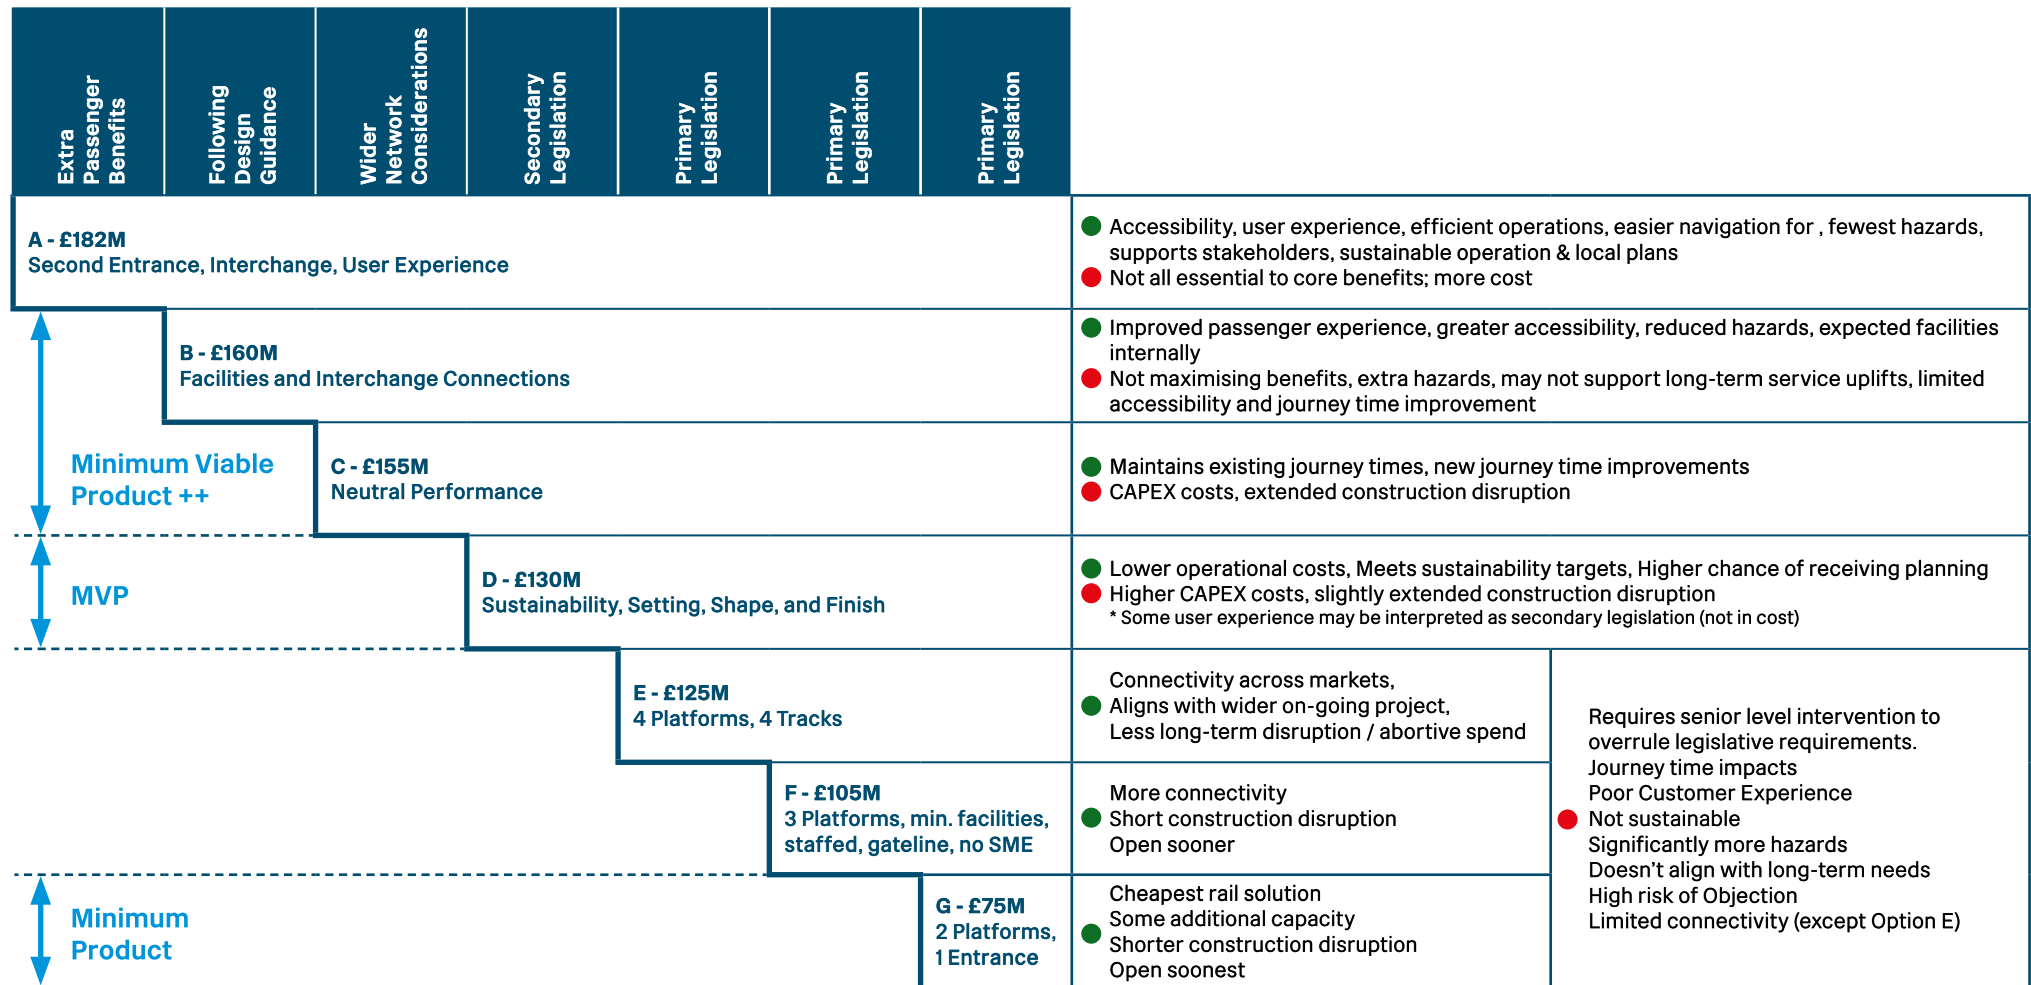 Extra
Passenger
Benefits
Following
Design
Guidance
Wider
Network
Considerations
Secondary
Legislation
Primary
Legislation
Primary
Legislation
Primary
Legislation
A - £182M
Second Entrance, Interchange, User Experience
Accessibility, user experience, efficient operations, easier navigation for , fewest hazards,
supports stakeholders, sustainable operation & local plans
Not all essential to core benefits; more cost
B - £160M
Facilities and Interchange Connections
Improved passenger experience, greater accessibility, reduced hazards, expected facilities
internally
Not maximising benefits, extra hazards, may not support long-term service uplifts, limited
accessibility and journey time improvement
Minimum Viable
Product ++
C - £155M
Neutral Performance
Maintains existing journey times, new journey time improvements
CAPEX costs, extended construction disruption
MVP
D - £130M
Sustainability, Setting, Shape, and Finish
Lower operational costs, Meets sustainability targets, Higher chance of receiving planning
Higher CAPEX costs, slightly extended construction disruption
* Some user experience may be interpreted as secondary legislation (not in cost)
E - £125M
4 Platforms, 4 Tracks
Connectivity across markets,
Aligns with wider on-going project,
Less long-term disruption / abortive spend
F - £105M
3 Platforms, min. facilities,
staffed, gateline, no SME
More connectivity
Short construction disruption
Open sooner
Minimum
Product
G - £75M
2 Platforms,
1 Entrance
Cheapest rail solution
Some additional capacity
Shorter construction disruption
Open soonest
Requires senior level intervention to
overrule legislative requirements.
Journey time impacts
Poor Customer Experience
Not sustainable
Significantly more hazards
Doesn't align with long-term needs
High risk of Objection
Limited connectivity (except Option E)